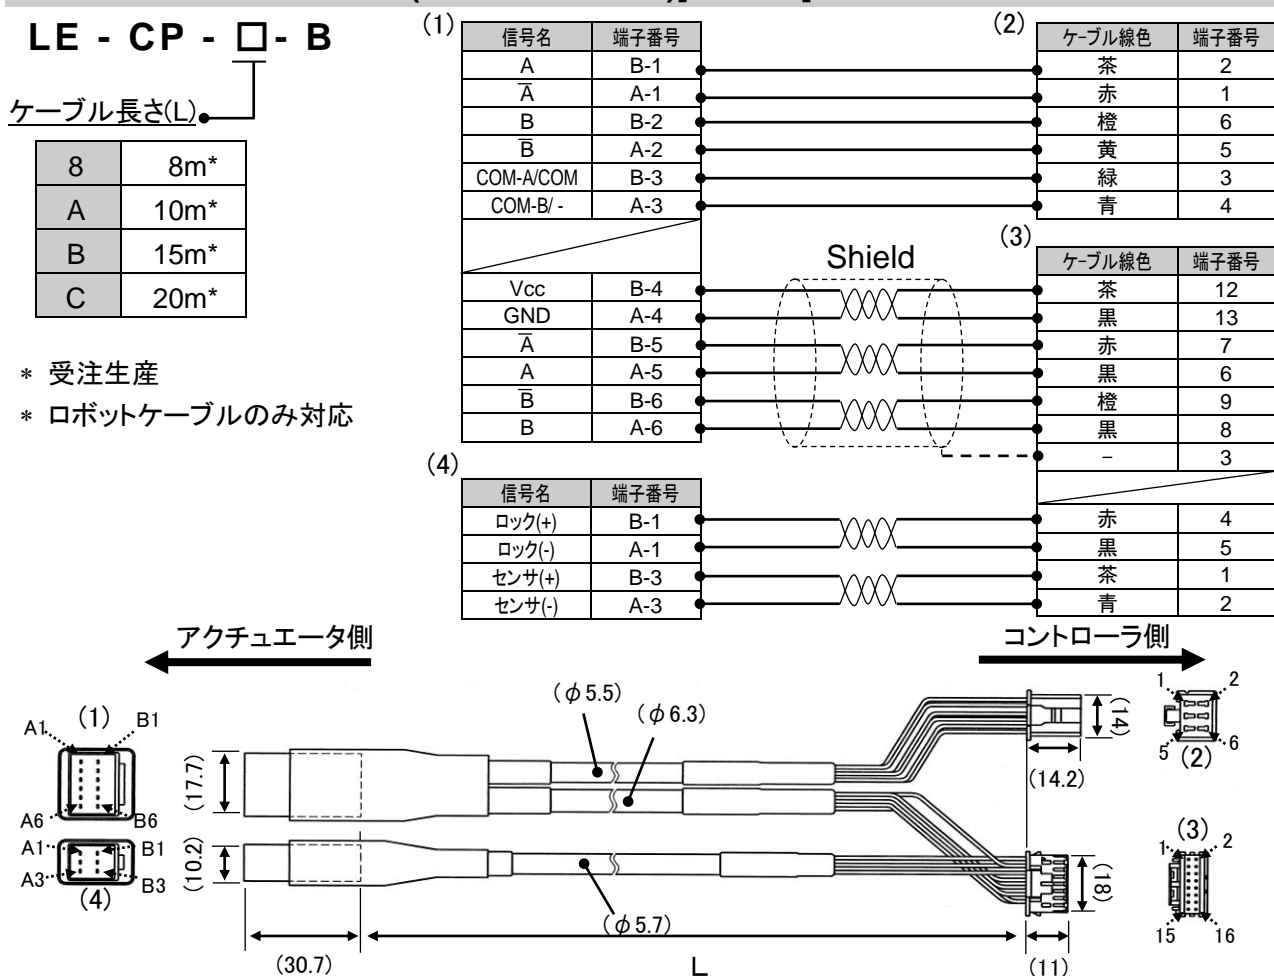 LE - CP - □ - B
ケーブル長さ(L)
8 8m*
A 10m*
B 15m*
C 20m*
* 受注生産
* ロボットケーブルのみ対応
(1)
信号名 端子番号
A B-1
A̅ A-1
B B-2
B̅ A-2
COM-A/COM B-3
COM-B/ - A-3
Vcc B-4
GND A-4
A̅ B-5
A A-5
B̅ B-6
B A-6
Shield
(2)
ケーブル線色 端子番号
茶 2
赤 1
橙 6
黄 5
緑 3
青 4
(3)
ケーブル線色 端子番号
茶 12
黒 13
赤 7
黒 6
橙 9
黒 8
- 3
赤 4
黒 5
茶 1
青 2
(4)
信号名 端子番号
ロック(+) B-1
ロック(-) A-1
センサ(+) B-3
センサ(-) A-3
アクチュエータ側
コントローラ側
A1 (1) B1
A6 B6
A1 B1
A3 B3
(4)
(17.7)
(10.2)
(30.7)
(φ5.5)
(φ6.3)
(φ5.7)
L
(14)
(14.2)
(18)
(11)
1 2
5 (2) 6
(3)
1 2
15 16